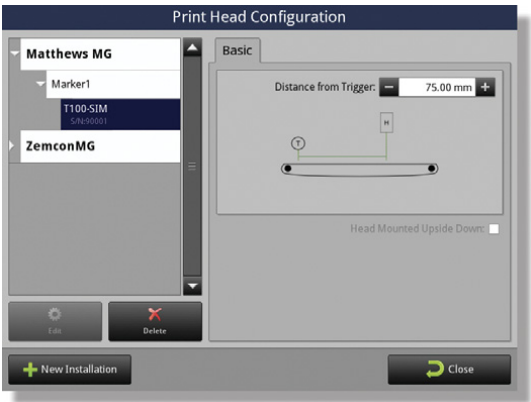 Print Head Configuration
Matthews MG
Marker1
T100-SIM
S/N:90001
ZemconMG
Basic
Distance from Trigger: − 75.00 mm +
H
T
Head Mounted Upside Down:
Edit
Delete
New Installation
Close